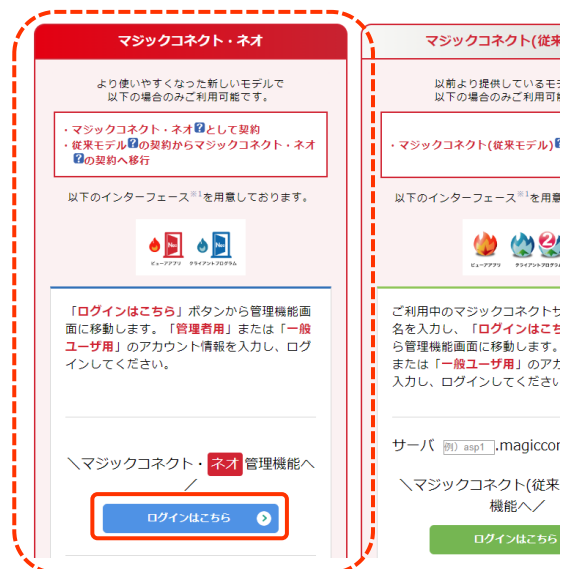 マジックコネクト・ネオ
より使いやすくなった新しいモデルで
以下の場合のみご利用可能です。
・マジックコネクト・ネオ?として契約
・従来モデル?の契約からマジックコネクト・ネオ
?の契約へ移行
以下のインターフェース※1を用意しております。
Neo Neo
ビューアアプリ クライアントプログラム
「ログインはこちら」ボタンから管理機能画
面に移動します。「管理者用」または「一般
ユーザ用」のアカウント情報を入力し、ログ
インしてください。
＼マジックコネクト・ネオ管理機能へ
／
ログインはこちら
マジックコネクト(従来
以前より提供しているモ
以下の場合のみご利用可
・マジックコネクト(従来モデル)?
以下のインターフェース※1を用意
2
ビューアアプリ クライアントプログラ
ご利用中のマジックコネクトサ
名を入力し、「ログインはこち
ら管理機能画面に移動します。
または「一般ユーザ用」のアカ
入力し、ログインしてくださ
サーバ 例）asp1 .magiccon
＼マジックコネクト(従来
機能へ／
ログインはこちら